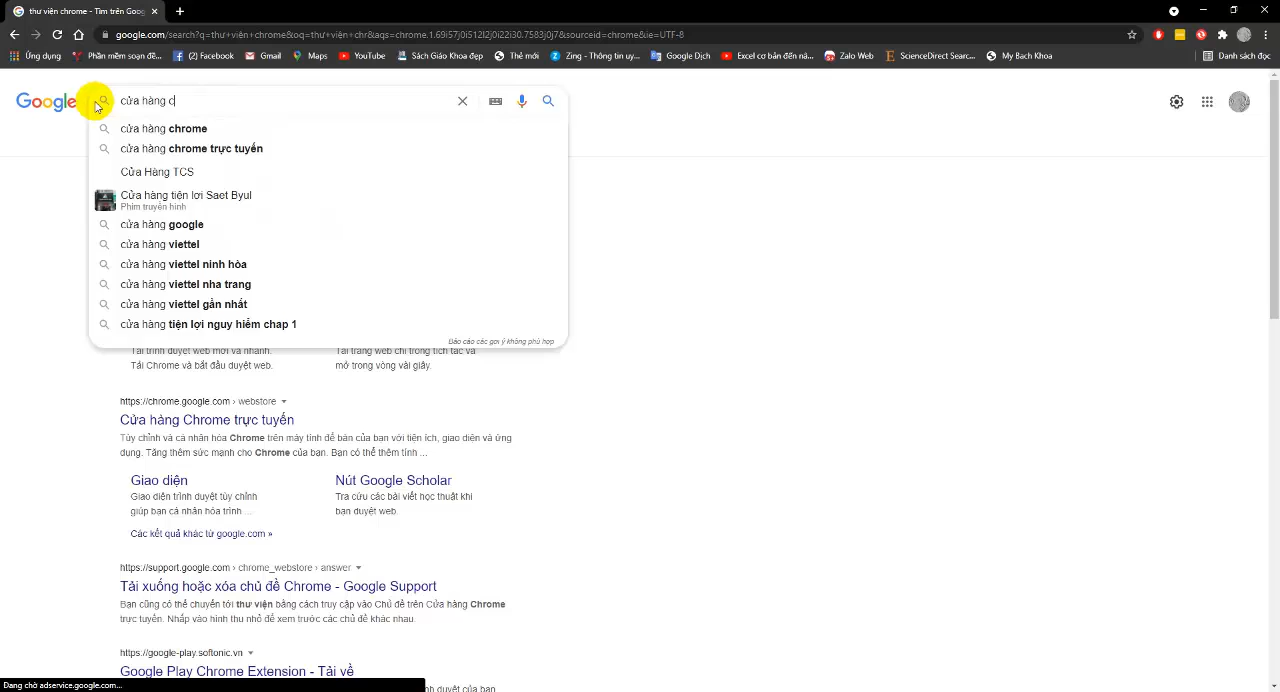 thư viện chrome - Tìm trên Goog
google.com/search?q=thư+viện+chrome&oq=thư+viện+chr&aqs=chrome.1.69i57j0i512l2j0i22i30.7583j0j7&sourceid=chrome&ie=UTF-8
Ứng dụng Phần mềm soạn đề... (2) Facebook Gmail Maps YouTube Sách Giáo Khoa đẹp Thẻ mới Zing - Thông tin uy... Google Dịch Excel cơ bản đến nâ... Zalo Web ScienceDirect Searc... My Bach Khoa Danh sách đọc
Google cửa hàng c
cửa hàng chrome
cửa hàng chrome trực tuyến
Cửa Hàng TCS
Cửa hàng tiện lợi Saet Byul
Phim truyền hình
cửa hàng google
cửa hàng viettel
cửa hàng viettel ninh hòa
cửa hàng viettel nha trang
cửa hàng viettel gần nhất
cửa hàng tiện lợi nguy hiểm chap 1
Báo cáo các gợi ý không phù hợp
Tải trình duyệt web mới và nhanh. Tải trang web chỉ trong tích tắc và
Tải Chrome và bắt đầu duyệt web. mở trong vòng vài giây.
https://chrome.google.com › webstore
Cửa hàng Chrome trực tuyến
Tùy chỉnh và cá nhân hóa Chrome trên máy tính để bàn của bạn với tiện ích, giao diện và ứng
dụng. Tăng thêm sức mạnh cho Chrome của bạn. Bạn có thể thêm tính ...
Giao diện Nút Google Scholar
Giao diện trình duyệt tùy chỉnh Tra cứu các bài viết học thuật khi
giúp bạn cá nhân hóa trình ... bạn duyệt web.
Các kết quả khác từ google.com »
https://support.google.com › chrome_webstore › answer
Tải xuống hoặc xóa chủ đề Chrome - Google Support
Bạn cũng có thể chuyển tới thư viện bằng cách truy cập vào Chủ đề trên Cửa hàng Chrome
trực tuyến. Nhấp vào hình thu nhỏ để xem trước các chủ đề khác nhau.
https://google-play.softonic.vn
Google Play Chrome Extension - Tải về
Đang chờ adservice.google.com... nh duyệt của bạn